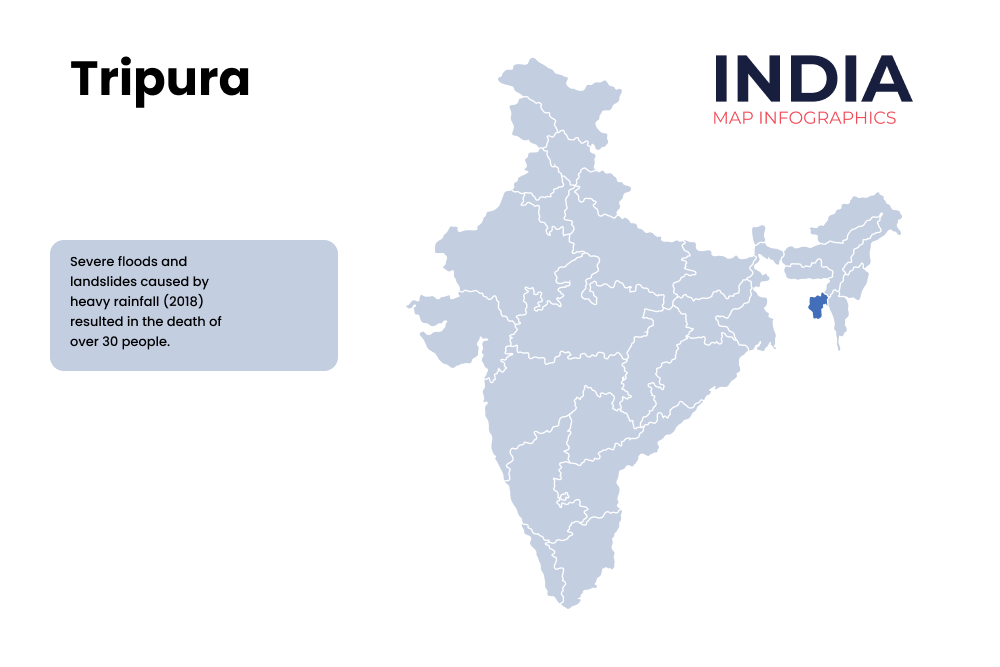 Tripura
INDIA
MAP INFOGRAPHICS
Severe floods and
landslides caused by
heavy rainfall (2018)
resulted in the death of
over 30 people.